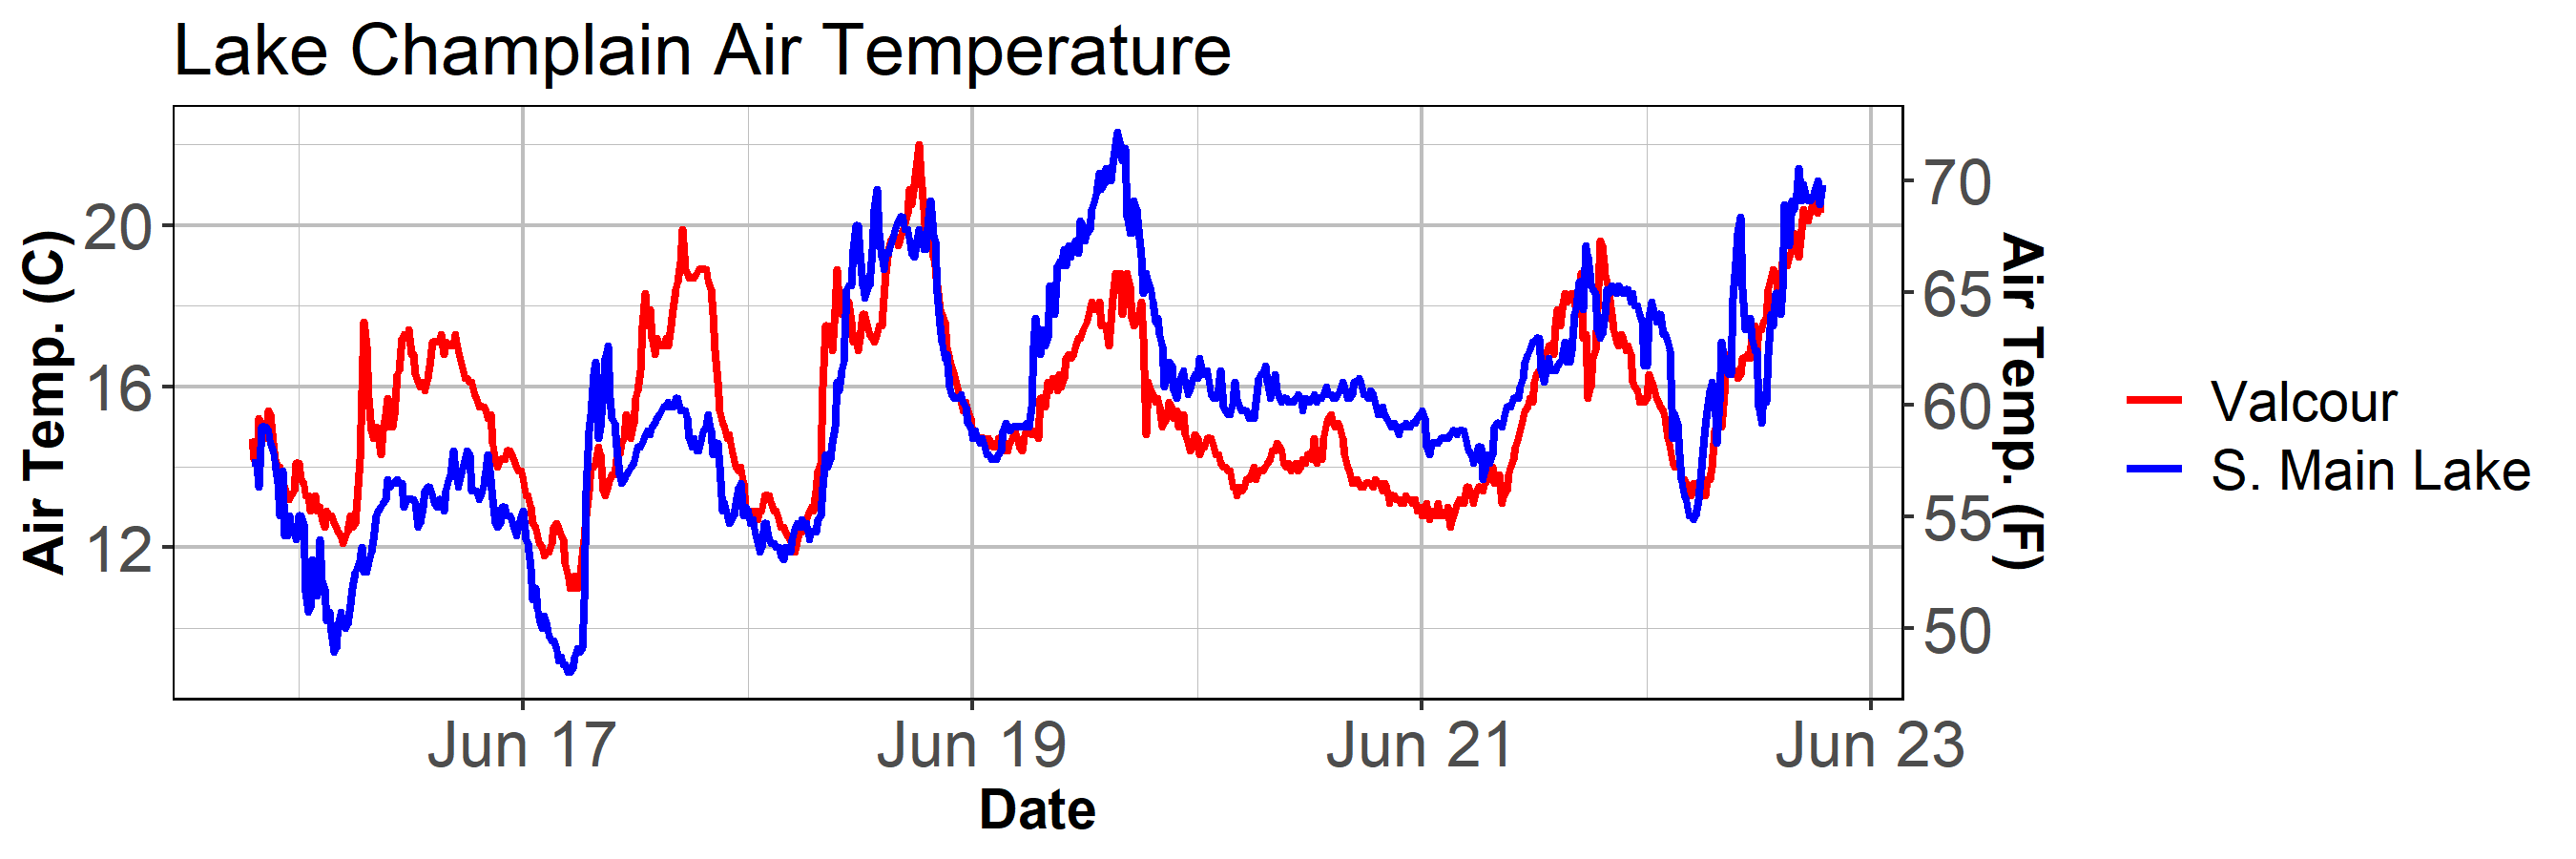 Lake Champlain Air Temperature
Air Temp. (C)
20
16
12
70
65
60
55
50
Air Temp. (F)
Jun 17
Jun 19
Jun 21
Jun 23
Date
Valcour
S. Main Lake